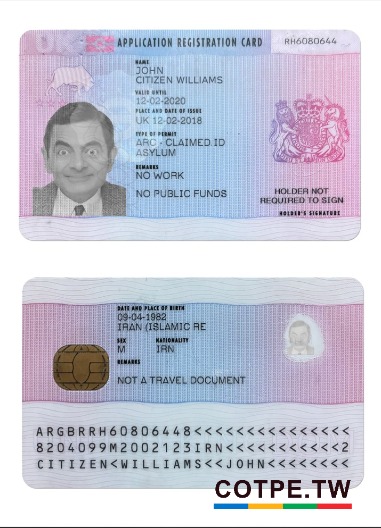 APPLICATION REGISTRATION CARD
RH6080644
NAME
JOHN
CITIZEN WILLIAMS
VALID UNTIL
12-02-2020
PLACE AND DATE OF ISSUE
UK 12-02-2018
TYPE OF PERMIT
ARC - CLAIMED ID
ASYLUM
REMARKS
NO WORK
NO PUBLIC FUNDS
HOLDER NOT
REQUIRED TO SIGN
HOLDER'S SIGNATURE
DATE AND PLACE OF BIRTH
09-04-1982
IRAN (ISLAMIC RE
SEX NATIONALITY
M IRN
REMARKS
NOT A TRAVEL DOCUMENT
ARGBRRH60806448<<<<<<<<<<<<<<<
8204099M2002123IRN<<<<<<<<<<<2
CITIZEN<WILLIAMS<<JOHN<<<<<<<<
COTPE.TW